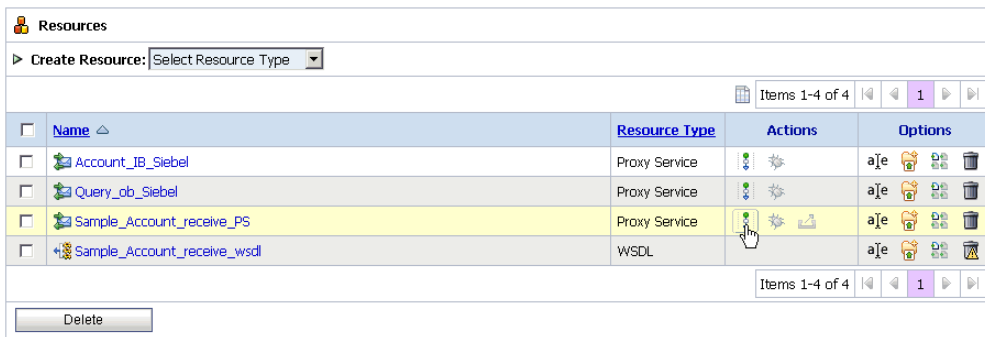 Resources
Create Resource: Select Resource Type
Items 1-4 of 4 1
Name Resource Type Actions Options
Account_IB_Siebel Proxy Service a e
Query_ob_Siebel Proxy Service a e
Sample_Account_receive_PS Proxy Service a e
Sample_Account_receive_wsdl WSDL a e
Items 1-4 of 4 1
Delete